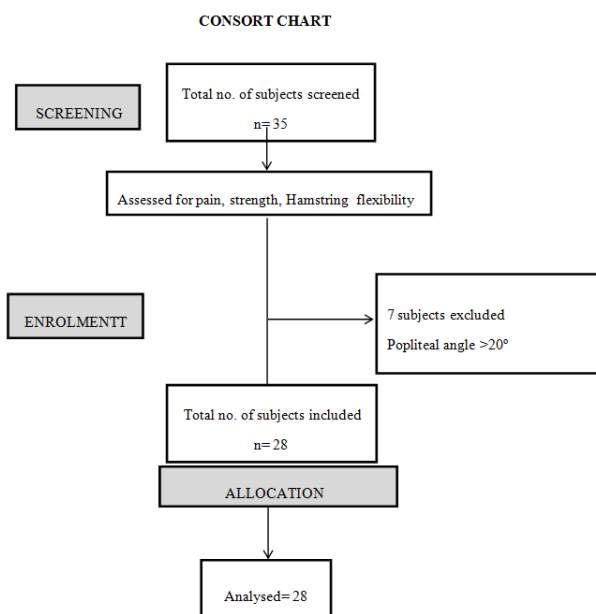 CONSORT CHART
Total no. of subjects screened
n=35
SCREENING
Assessed for pain, strength, Hamstring flexibility
7 subjects excluded
Popliteal angle >20º
ENROLMENTT
Total no. of subjects included
n=28
ALLOCATION
Analysed=28